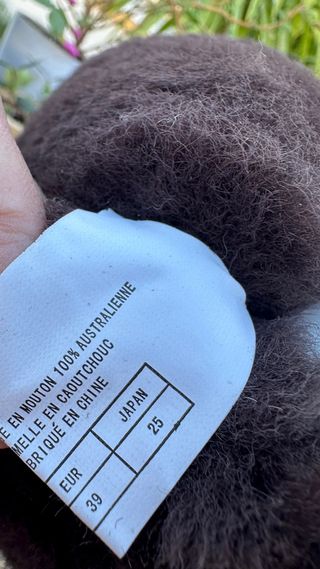 E EN MOUTON 100% AUSTRALIENNE
MELLE EN CAOUTCHOUC
BRIQUÉ EN CHINE
EUR JAPAN
39 25